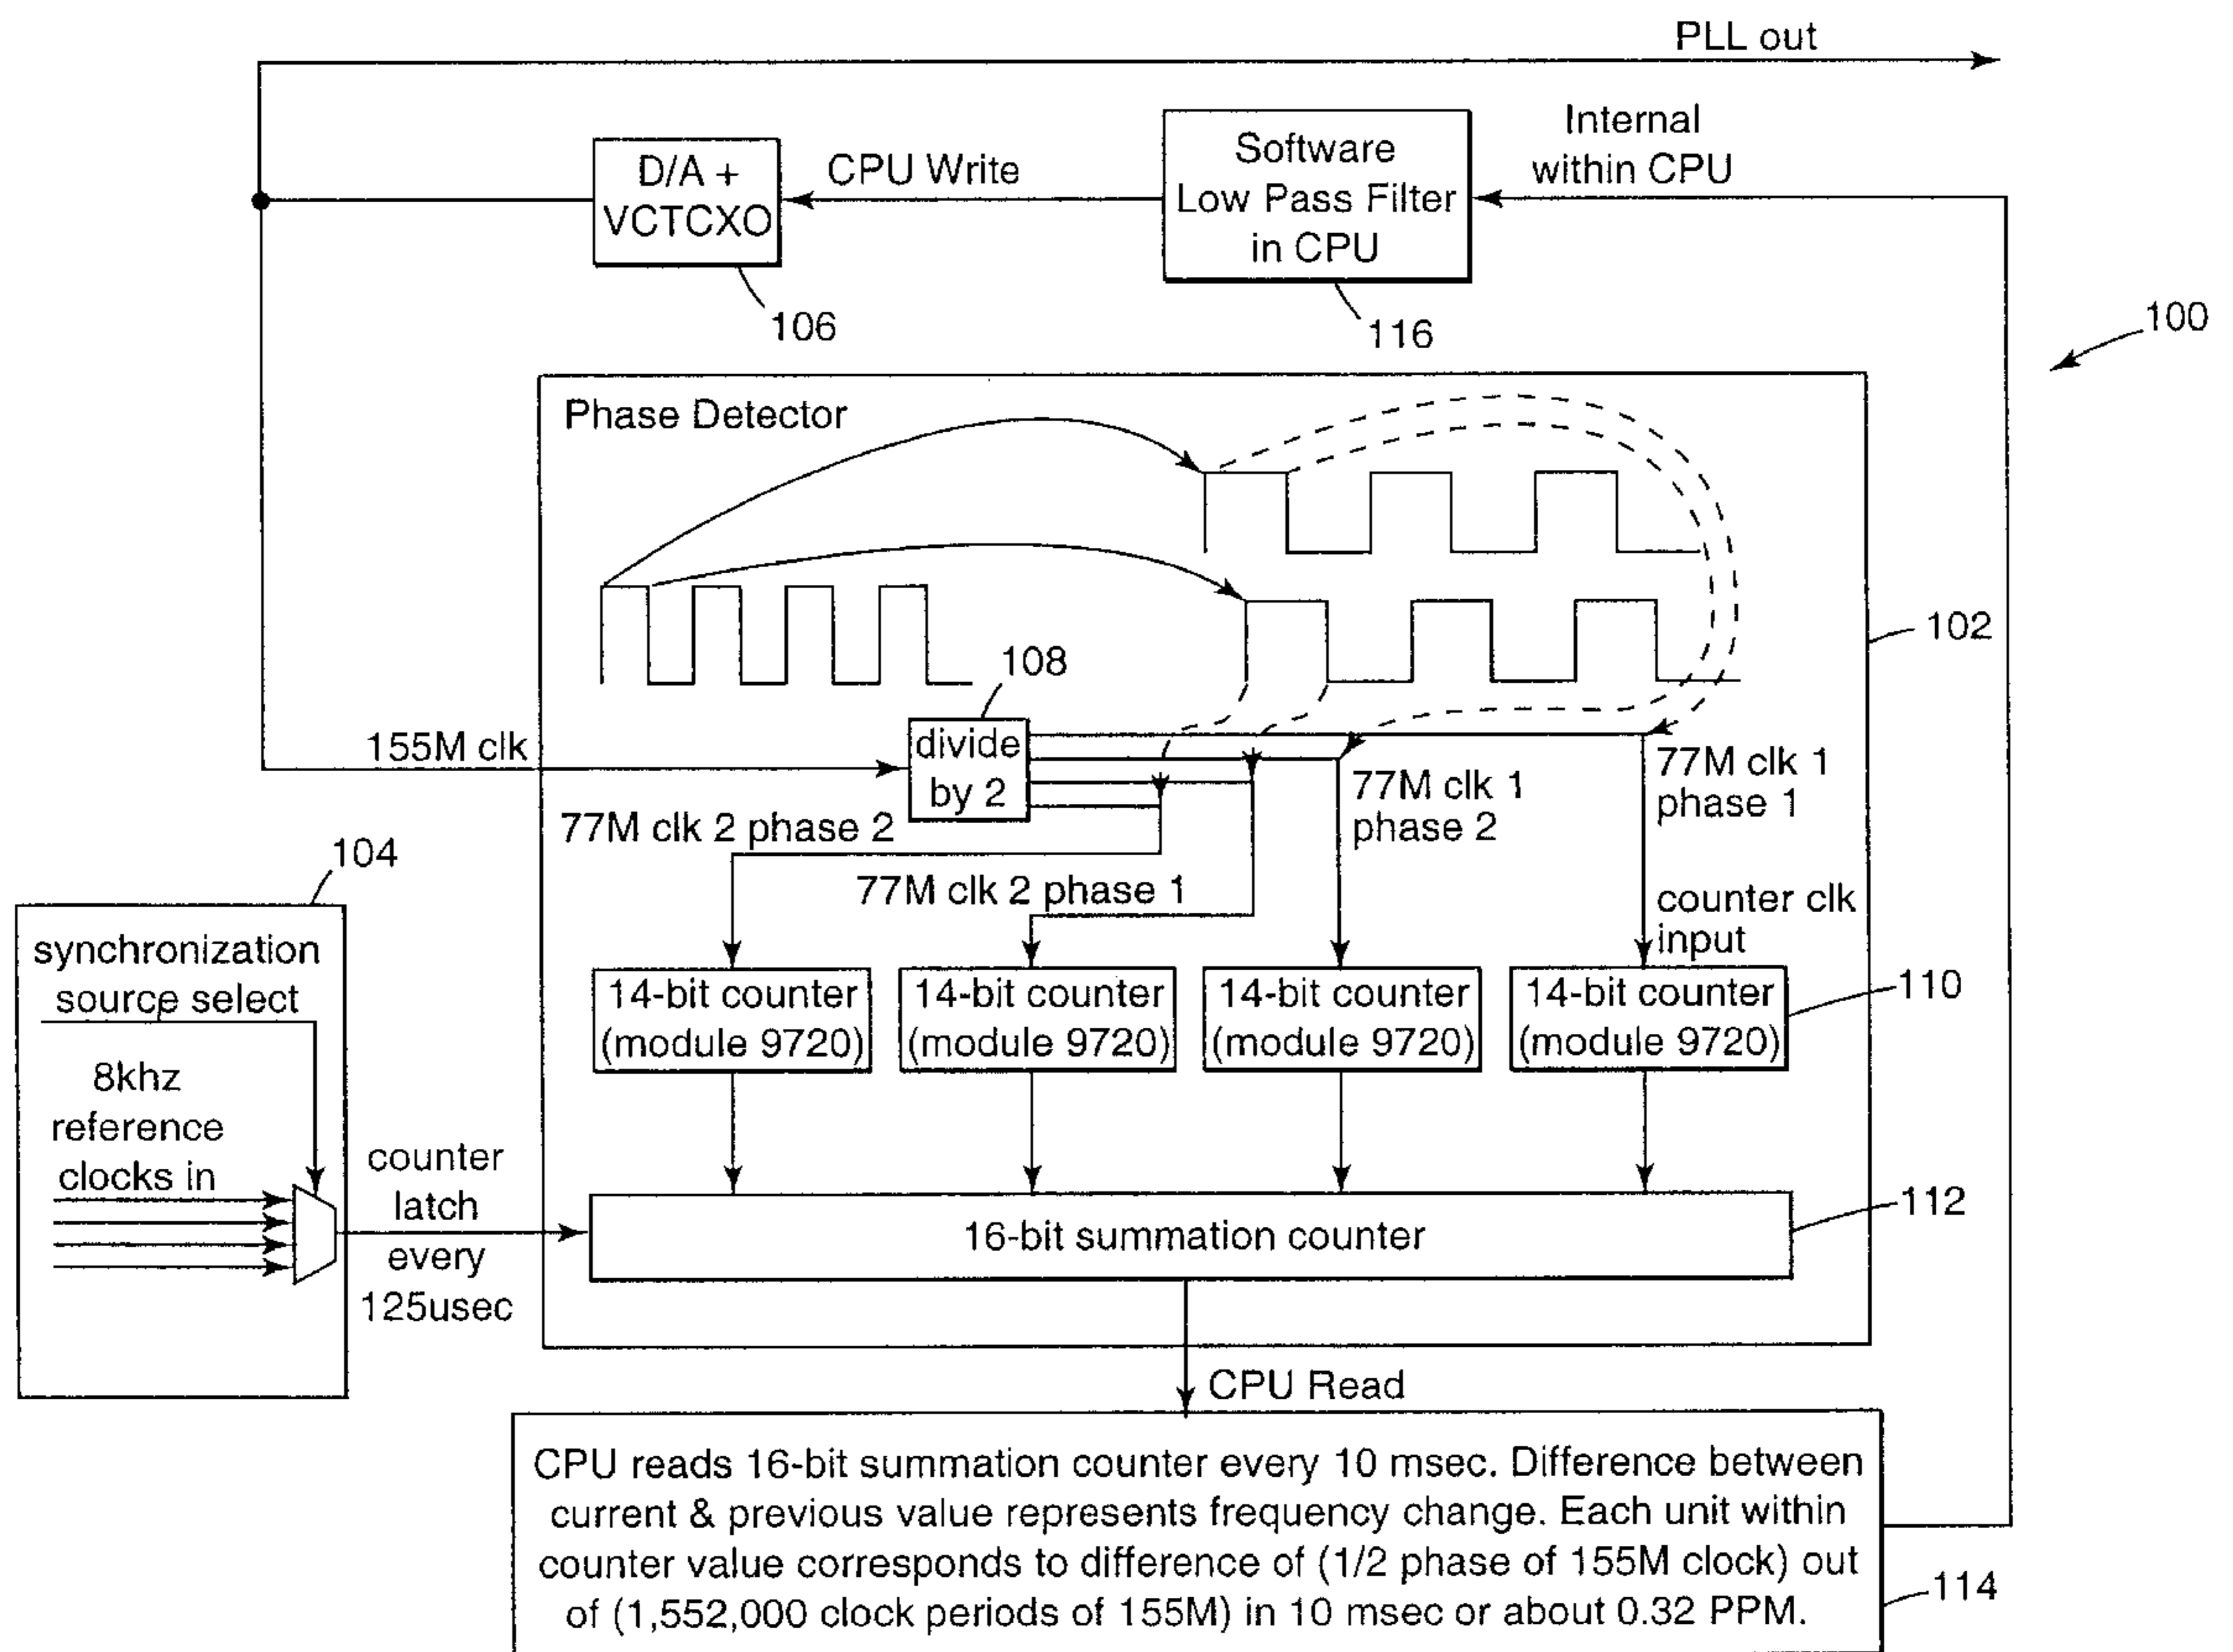 PLL out
D/A +
VCTCXO
CPU Write
Software
Low Pass Filter
in CPU
Internal
within CPU
106
116
100
Phase Detector
102
108
155M clk
divide
by 2
77M clk 1
phase 1
77M clk 1
phase 2
77M clk 2 phase 2
77M clk 2 phase 1
counter clk
input
104
synchronization
source select
8khz
reference
clocks in
counter
latch
every
125usec
14-bit counter
(module 9720)
14-bit counter
(module 9720)
14-bit counter
(module 9720)
14-bit counter
(module 9720)
110
16-bit summation counter
112
CPU Read
CPU reads 16-bit summation counter every 10 msec. Difference between
current & previous value represents frequency change. Each unit within
counter value corresponds to difference of (1/2 phase of 155M clock) out
of (1,552,000 clock periods of 155M) in 10 msec or about 0.32 PPM.
114